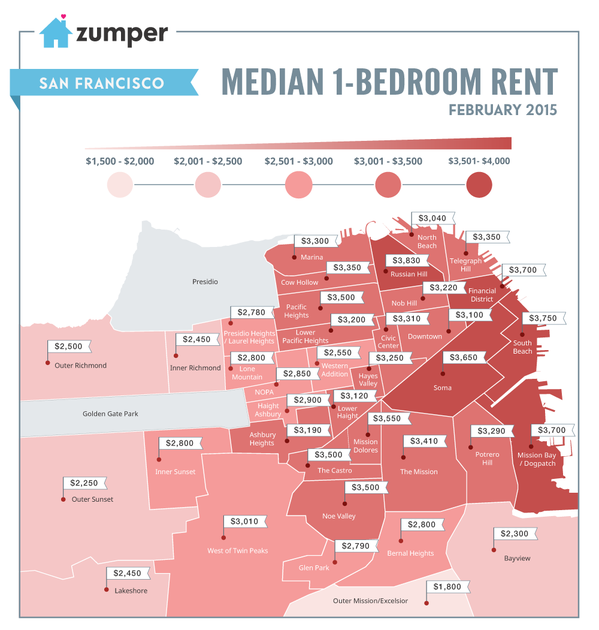 zumper
SAN FRANCISCO
MEDIAN 1-BEDROOM RENT
FEBRUARY 2015
$1,500 - $2,000
$2,001 - $2,500
$2,501 - $3,000
$3,001 - $3,500
$3,501- $4,000
$3,040
North
Beach
$3,300
Marina
$3,350
Telegraph
Hill
$3,830
Russian Hill
$3,350
Cow Hollow
$3,700
Financial
District
Presidio
$3,220
Nob Hill
$3,500
Pacific
Heights
$2,780
Presidio Heights
/ Laurel Heights
$3,200
Lower
Pacific Heights
$3,310
Civic
Center
$3,100
Downtown
$3,750
South
Beach
$2,500
Outer Richmond
$2,450
Inner Richmond
$2,800
Lone
Mountain
$2,550
Western
Addition
$3,250
Hayes
Valley
$3,650
Soma
$2,850
NOPA
Golden Gate Park
$2,900
Haight
Ashbury
$3,120
Lower
Haight
$3,190
Ashbury
Heights
$3,550
Mission
Dolores
$3,410
The Mission
$3,290
Potrero
Hill
$3,700
Mission Bay
/ Dogpatch
$2,800
Inner Sunset
$3,500
The Castro
$2,250
Outer Sunset
$3,500
Noe Valley
$3,010
West of Twin Peaks
$2,790
Glen Park
$2,800
Bernal Heights
$2,300
Bayview
$2,450
Lakeshore
$1,800
Outer Mission/Excelsior